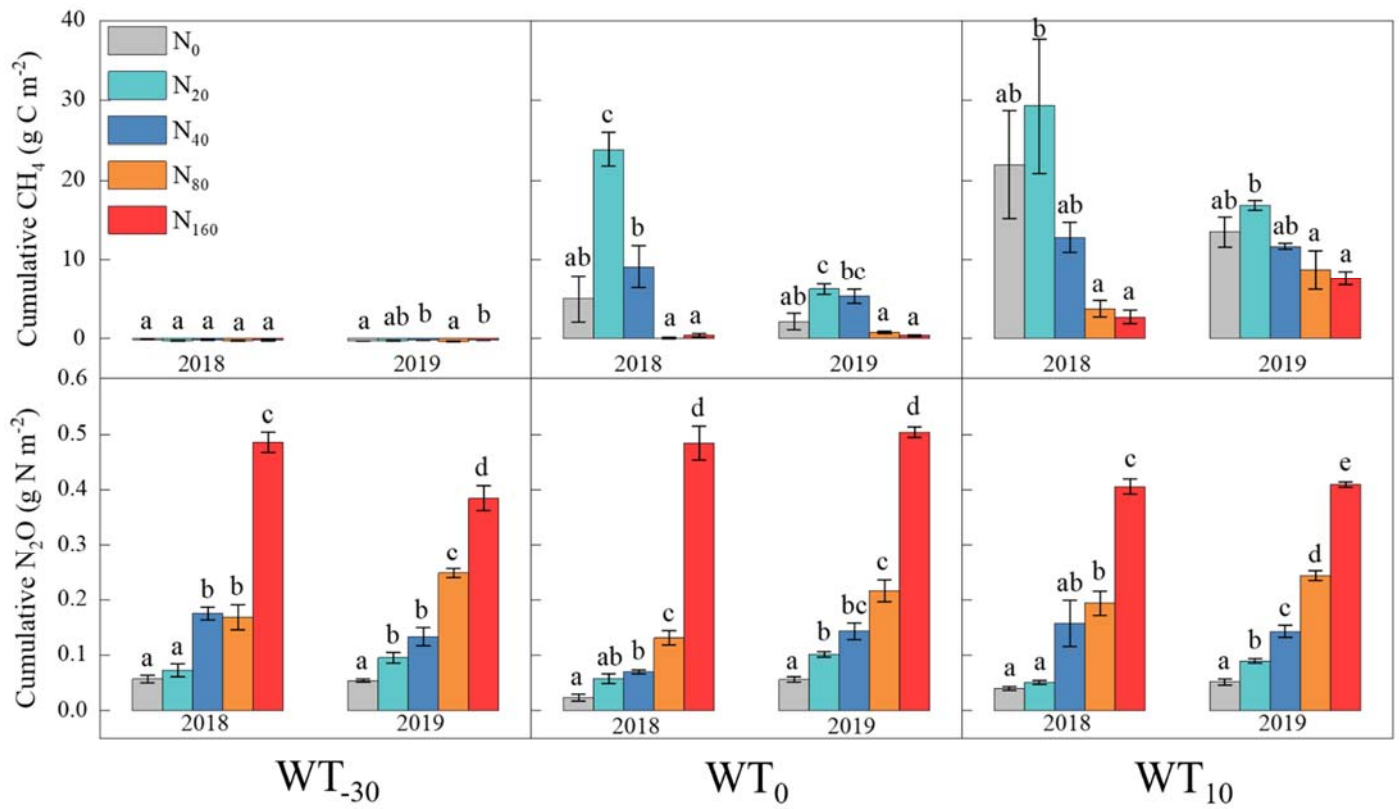 Cumulative CH₄ (g C m⁻²)
40
30
20
10
0
N₀
N₂₀
N₄₀
N₈₀
N₁₆₀
a a a a a
2018
a ab b a b
2019
ab c b a a
2018
ab c bc a a
2019
ab b ab a a
2018
ab b ab a a
2019
Cumulative N₂O (g N m⁻²)
0.6
0.5
0.4
0.3
0.2
0.1
0.0
a a b b c
2018
a b b c d
2019
a ab b c d
2018
a b bc c d
2019
a a ab b c
2018
a b c d e
2019
WT₋₃₀
WT₀
WT₁₀